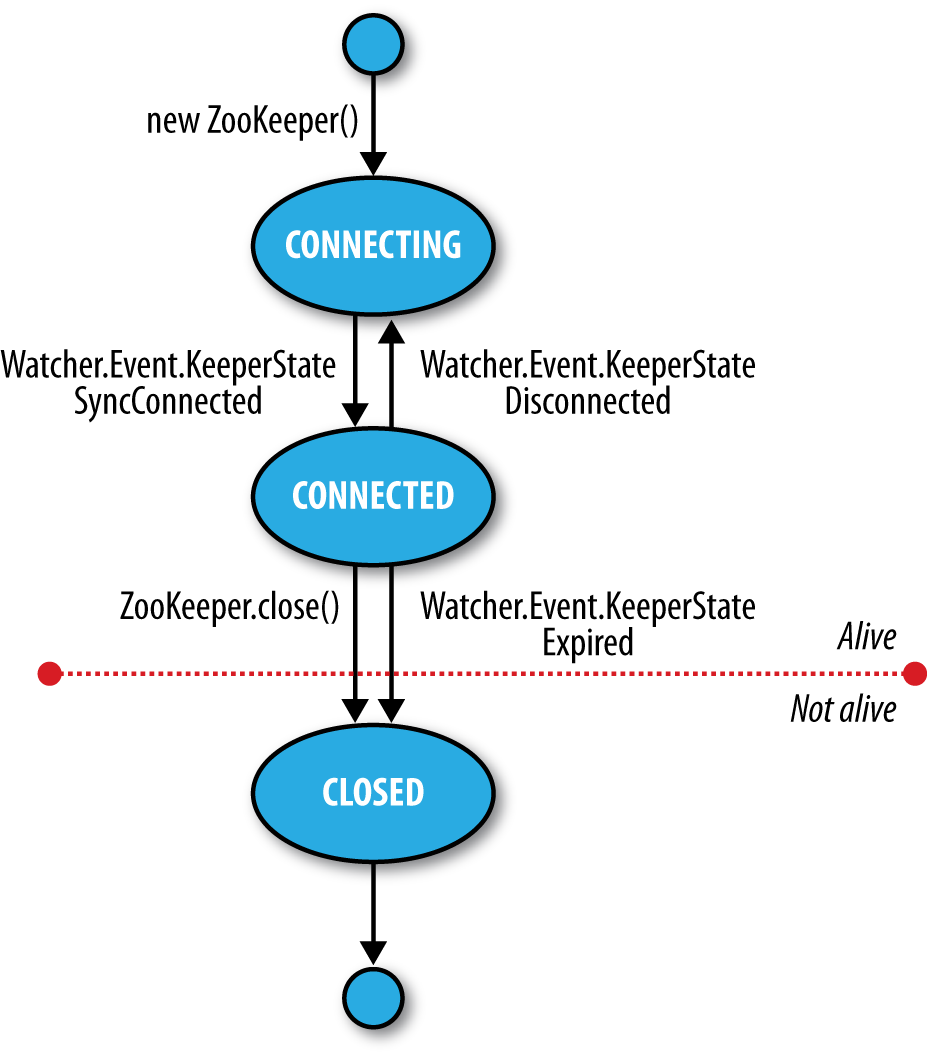 new ZooKeeper()
CONNECTING
Watcher.Event.KeeperState
SyncConnected
Watcher.Event.KeeperState
Disconnected
CONNECTED
ZooKeeper.close()
Watcher.Event.KeeperState
Expired
Alive
Not alive
CLOSED